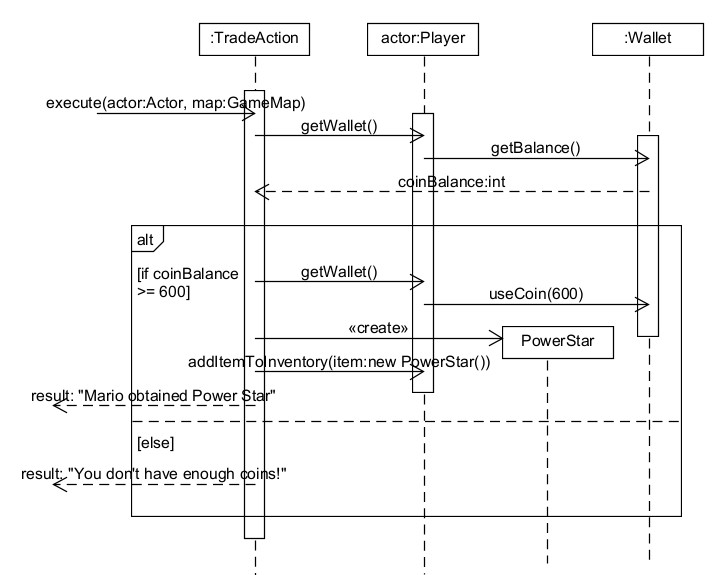 :TradeAction
actor:Player
:Wallet
execute(actor:Actor, map:GameMap)
getWallet()
getBalance()
coinBalance:int
alt
[if coinBalance
>= 600]
getWallet()
useCoin(600)
«create»
PowerStar
addItemToInventory(item:new PowerStar())
result: "Mario obtained Power Star"
[else]
result: "You don't have enough coins!"